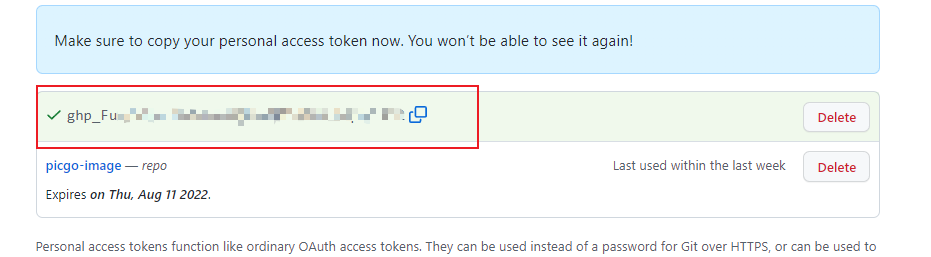 Make sure to copy your personal access token now. You won’t be able to see it again!
ghp_Fu
Delete
picgo-image — repo
Last used within the last week
Delete
Expires on Thu, Aug 11 2022.
Personal access tokens function like ordinary OAuth access tokens. They can be used instead of a password for Git over HTTPS, or can be used to